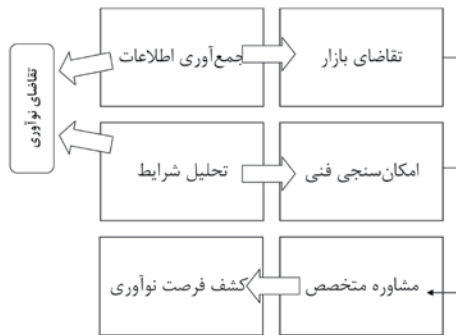 تقاضای بازار
جمع‌آوری اطلاعات
تقاضای نوآوری
امکان‌سنجی فنی
تحلیل شرایط
مشاوره متخصص
کشف فرصت نوآوری